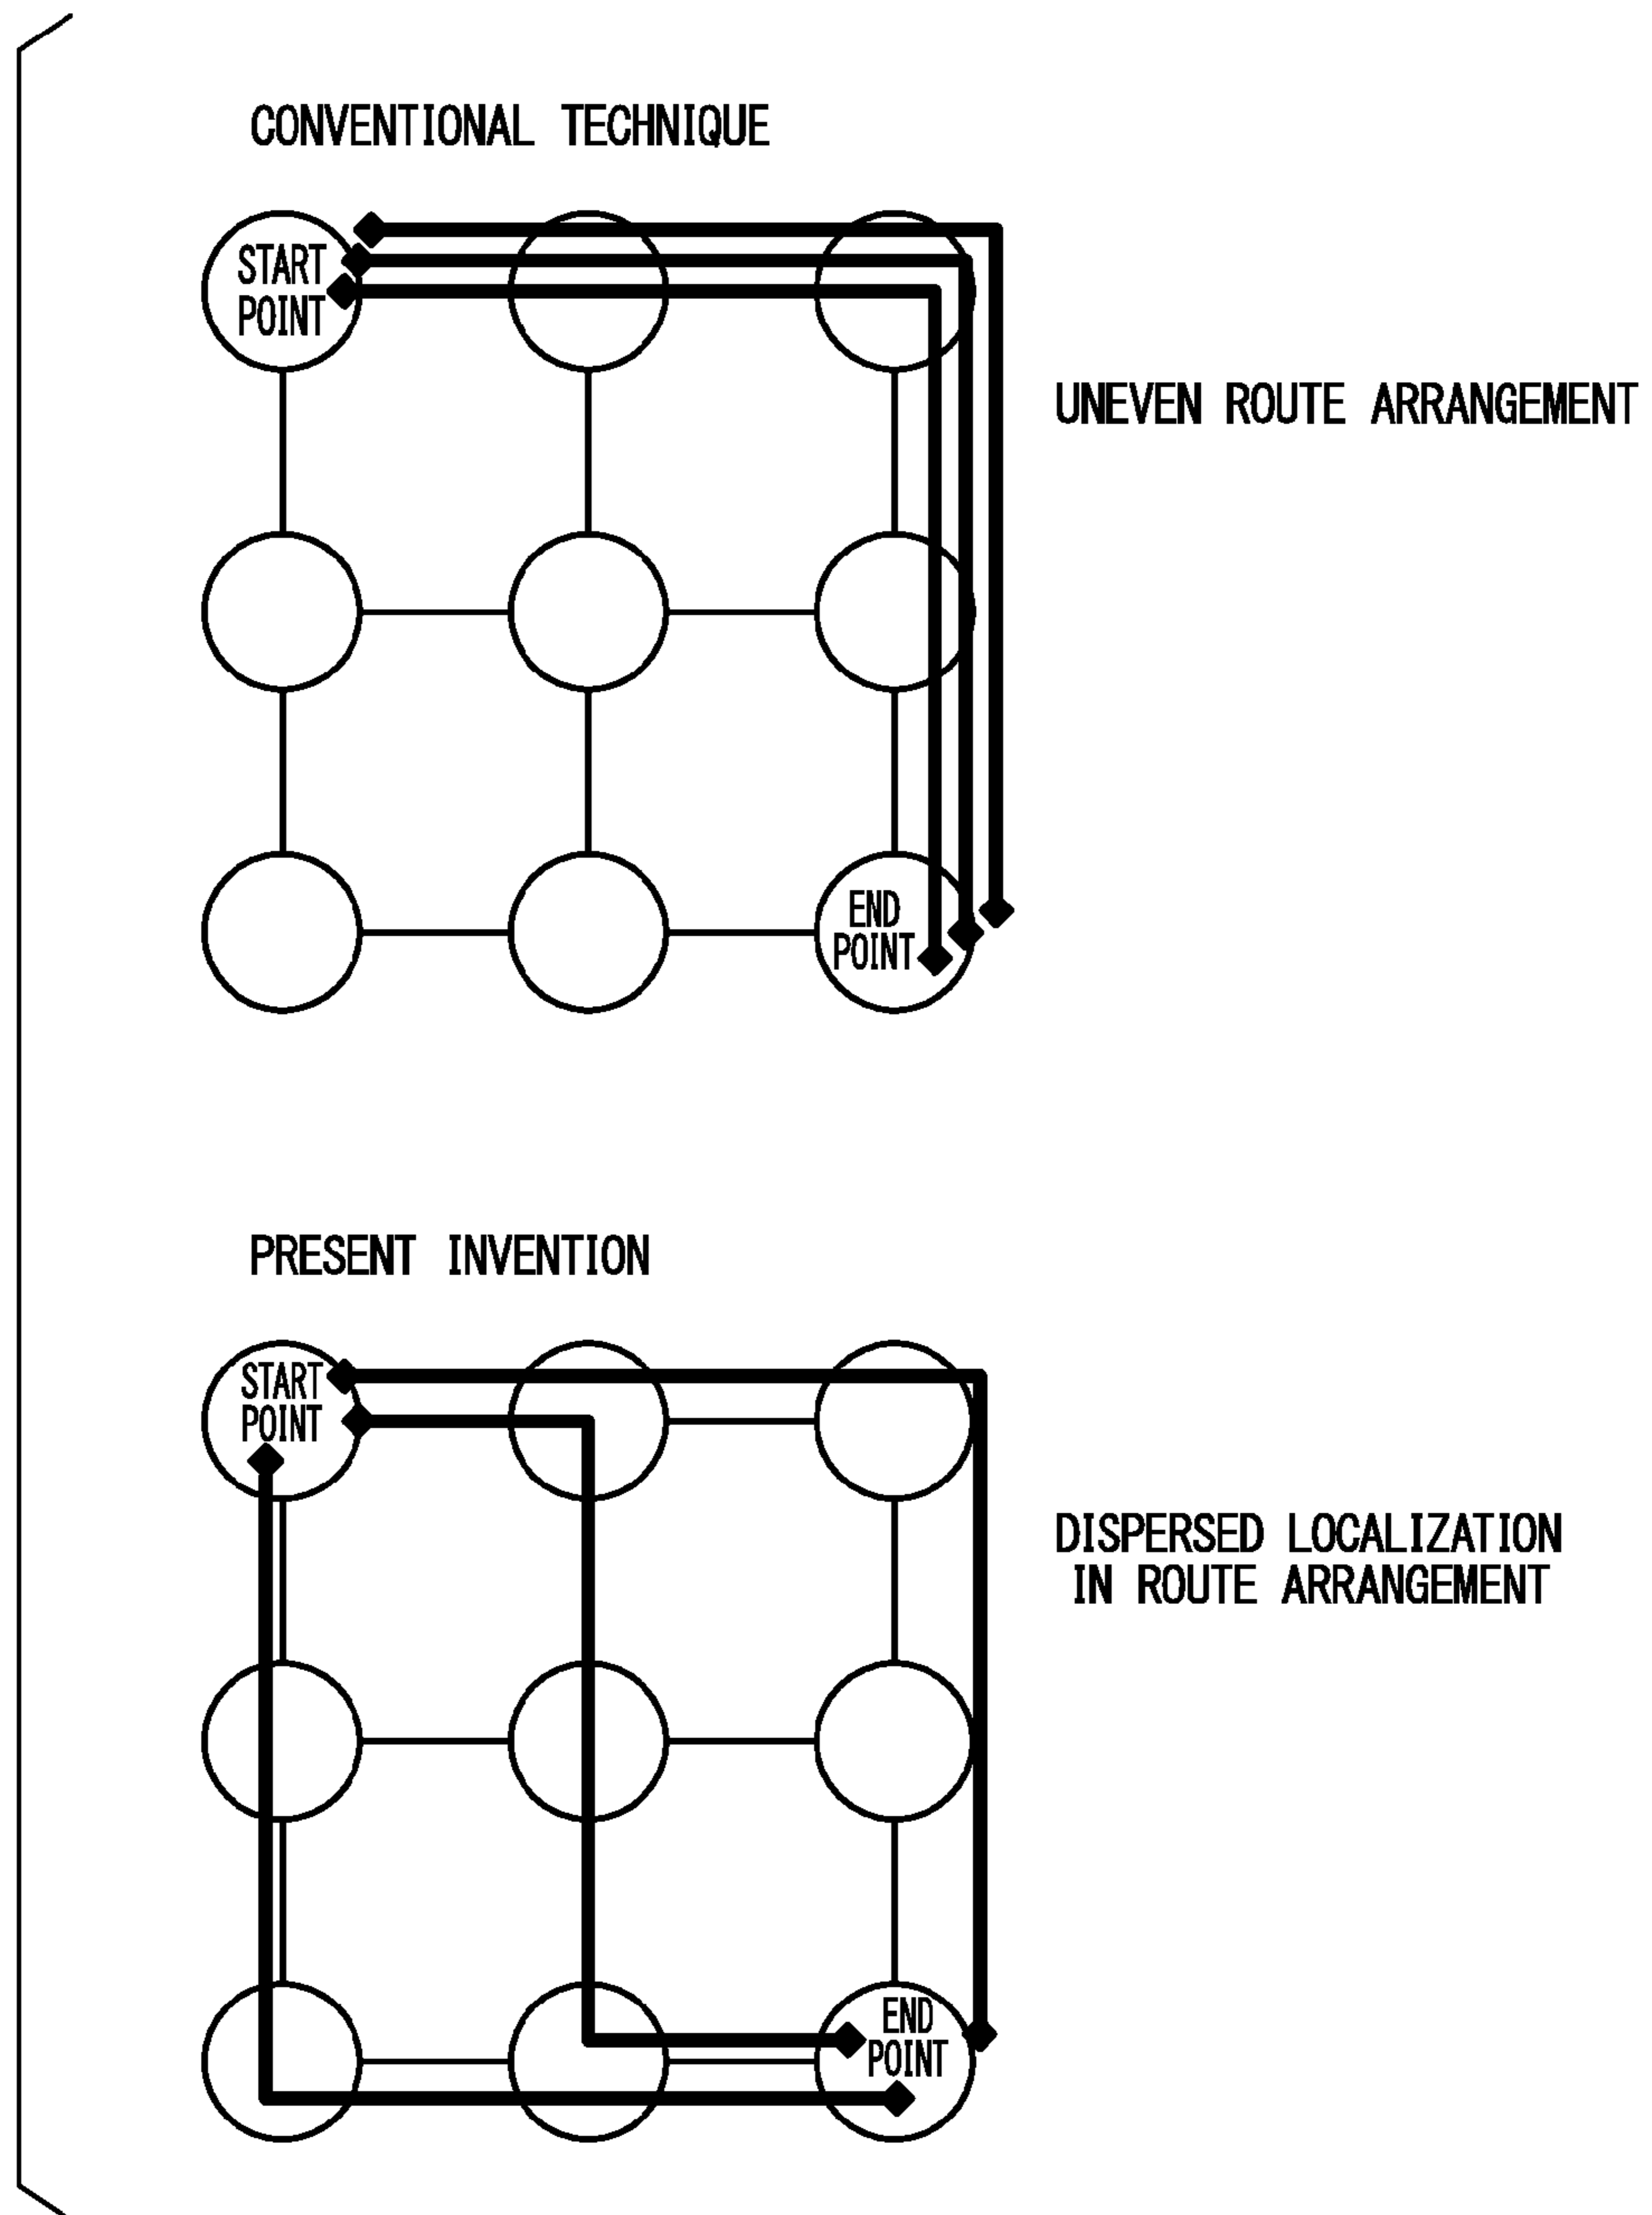 CONVENTIONAL TECHNIQUE
START
POINT
UNEVEN ROUTE ARRANGEMENT
END
POINT
PRESENT INVENTION
START
POINT
DISPERSED LOCALIZATION
IN ROUTE ARRANGEMENT
END
POINT